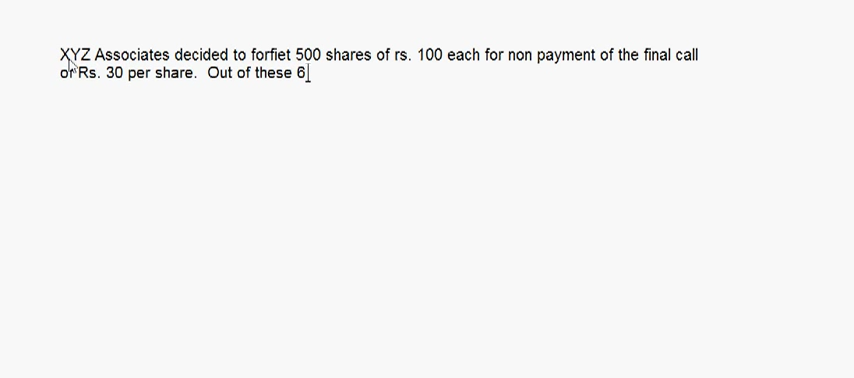 XYZ Associates decided to forfiet 500 shares of rs. 100 each for non payment of the final call
of Rs. 30 per share. Out of these 6